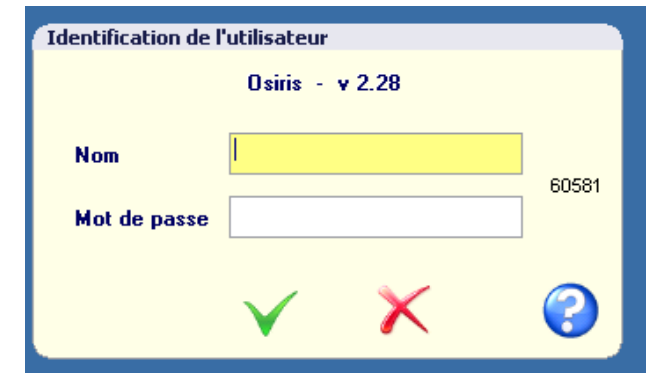 Identification de l'utilisateur
Osiris - v 2.28
Nom
60581
Mot de passe
?